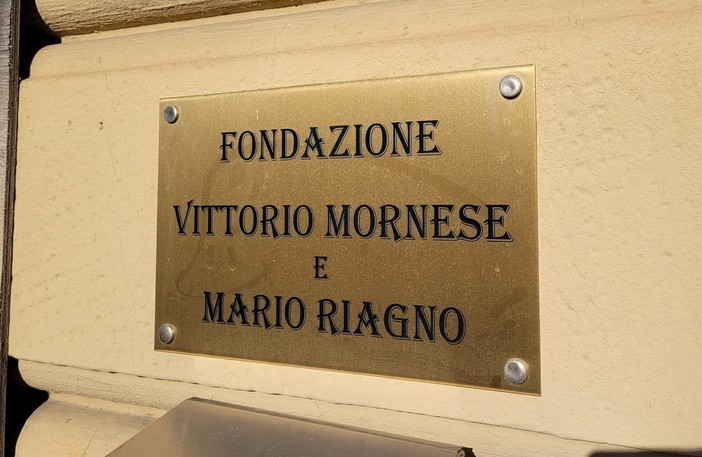 FONDAZIONE
VITTORIO MORNESE
E
MARIO RIAGNO